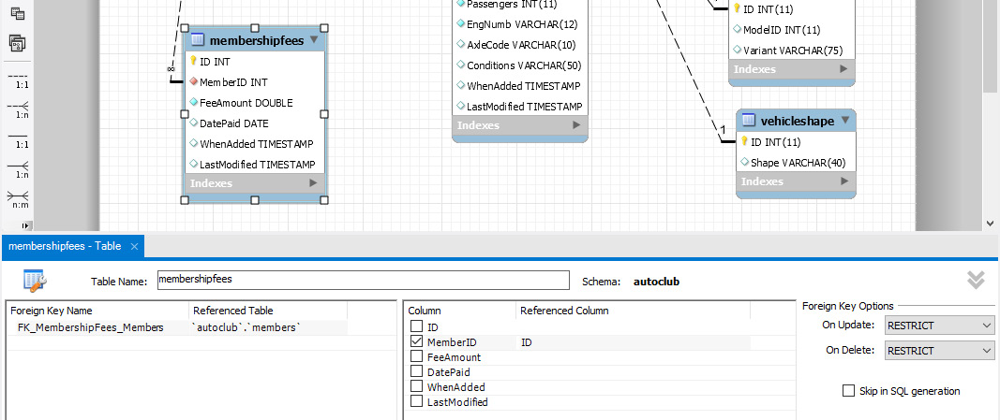 Passengers INT(11)
EngNumb VARCHAR(12)
AxleCode VARCHAR(10)
Conditions VARCHAR(50)
WhenAdded TIMESTAMP
LastModified TIMESTAMP
Indexes
ID INT(11)
ModelID INT(11)
Variant VARCHAR(75)
Indexes
membershipfees
ID INT
MemberID INT
FeeAmount DOUBLE
DatePaid DATE
WhenAdded TIMESTAMP
LastModified TIMESTAMP
Indexes
∞
1
vehicleshape
ID INT(11)
Shape VARCHAR(40)
Indexes
1:1
1:n
1:1
1:n
n:m
membershipfees - Table ×
Table Name: membershipfees Schema: autoclub
Foreign Key Name Referenced Table
FK_MembershipFees_Members `autoclub`.`members`
Column Referenced Column
ID
MemberID ID
FeeAmount
DatePaid
WhenAdded
LastModified
Foreign Key Options
On Update: RESTRICT
On Delete: RESTRICT
Skip in SQL generation